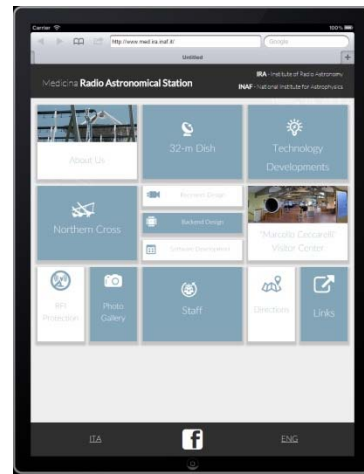 Carrier
100%
http://www.med.ira.inaf.it/
Google
Untitled
Medicina Radio Astronomical Station
IRA - Institute of Radio Astronomy
INAF - National Institute for Astrophysics
About Us
32-m Dish
Technology
Developments
Northern Cross
Receivers Design
Backend Design
Software Development
"Marcello Ceccarelli"
Visitor Center
RFI
Protection
Photo
Gallery
Staff
Directions
Links
ITA
f
ENG